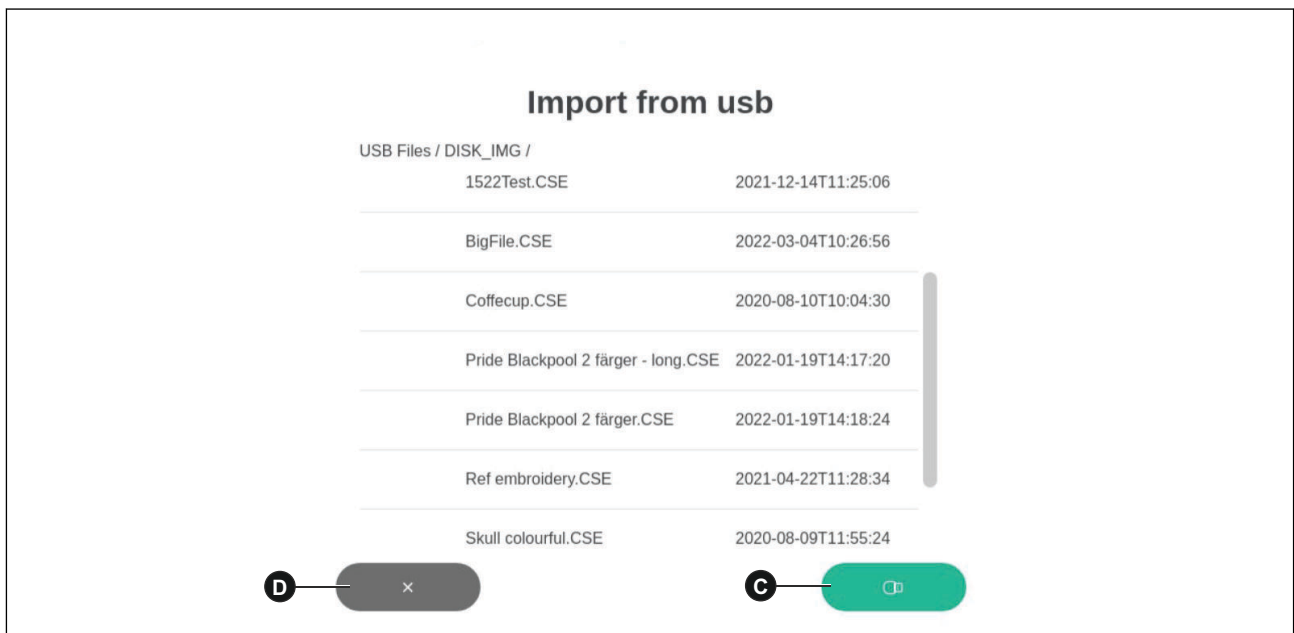 Import from usb
USB Files / DISK_IMG /
1522Test.CSE 2021-12-14T11:25:06
BigFile.CSE 2022-03-04T10:26:56
Coffecup.CSE 2020-08-10T10:04:30
Pride Blackpool 2 färger - long.CSE 2022-01-19T14:17:20
Pride Blackpool 2 färger.CSE 2022-01-19T14:18:24
Ref embroidery.CSE 2021-04-22T11:28:34
Skull colourful.CSE 2020-08-09T11:55:24
D × C